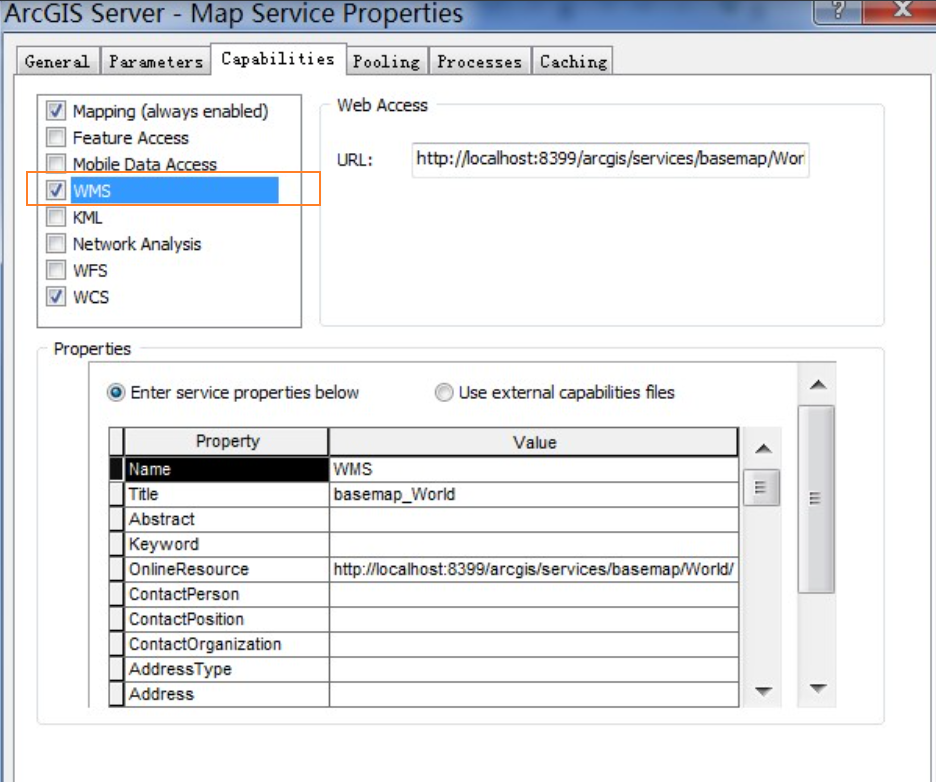 ArcGIS Server - Map Service Properties
General Parameters Capabilities Pooling Processes Caching
Mapping (always enabled)
Feature Access
Mobile Data Access
WMS
KML
Network Analysis
WFS
WCS
Web Access
URL: http://localhost:8399/arcgis/services/basemap/Worl
Properties
Enter service properties below Use external capabilities files
Property Value
Name WMS
Title basemap_World
Abstract
Keyword
OnlineResource http://localhost:8399/arcgis/services/basemap/World/
ContactPerson
ContactPosition
ContactOrganization
AddressType
Address